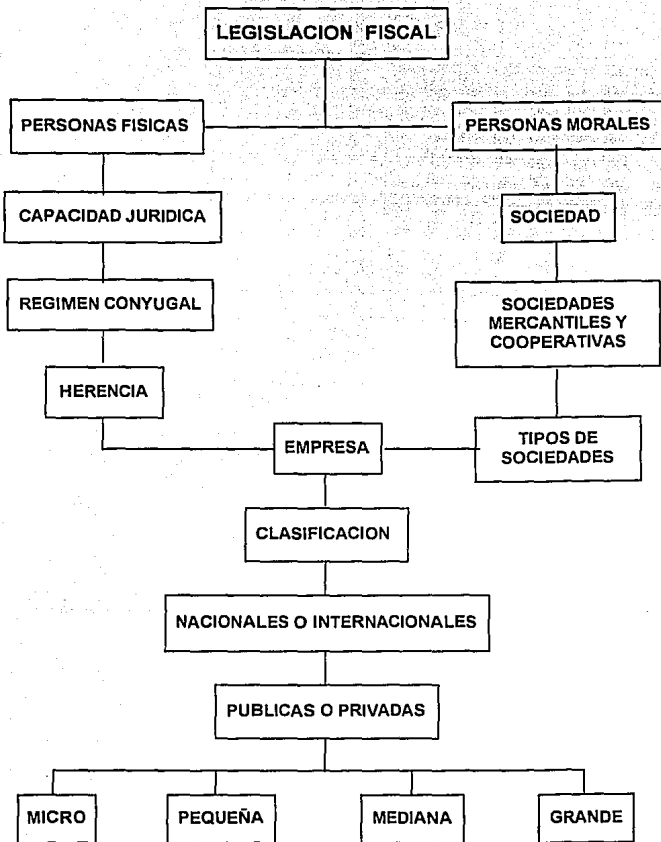 LEGISLACION FISCAL
PERSONAS FISICAS
PERSONAS MORALES
CAPACIDAD JURIDICA
SOCIEDAD
REGIMEN CONYUGAL
SOCIEDADES
MERCANTILES Y
COOPERATIVAS
HERENCIA
EMPRESA
TIPOS DE
SOCIEDADES
CLASIFICACION
NACIONALES O INTERNACIONALES
PUBLICAS O PRIVADAS
MICRO
PEQUEÑA
MEDIANA
GRANDE